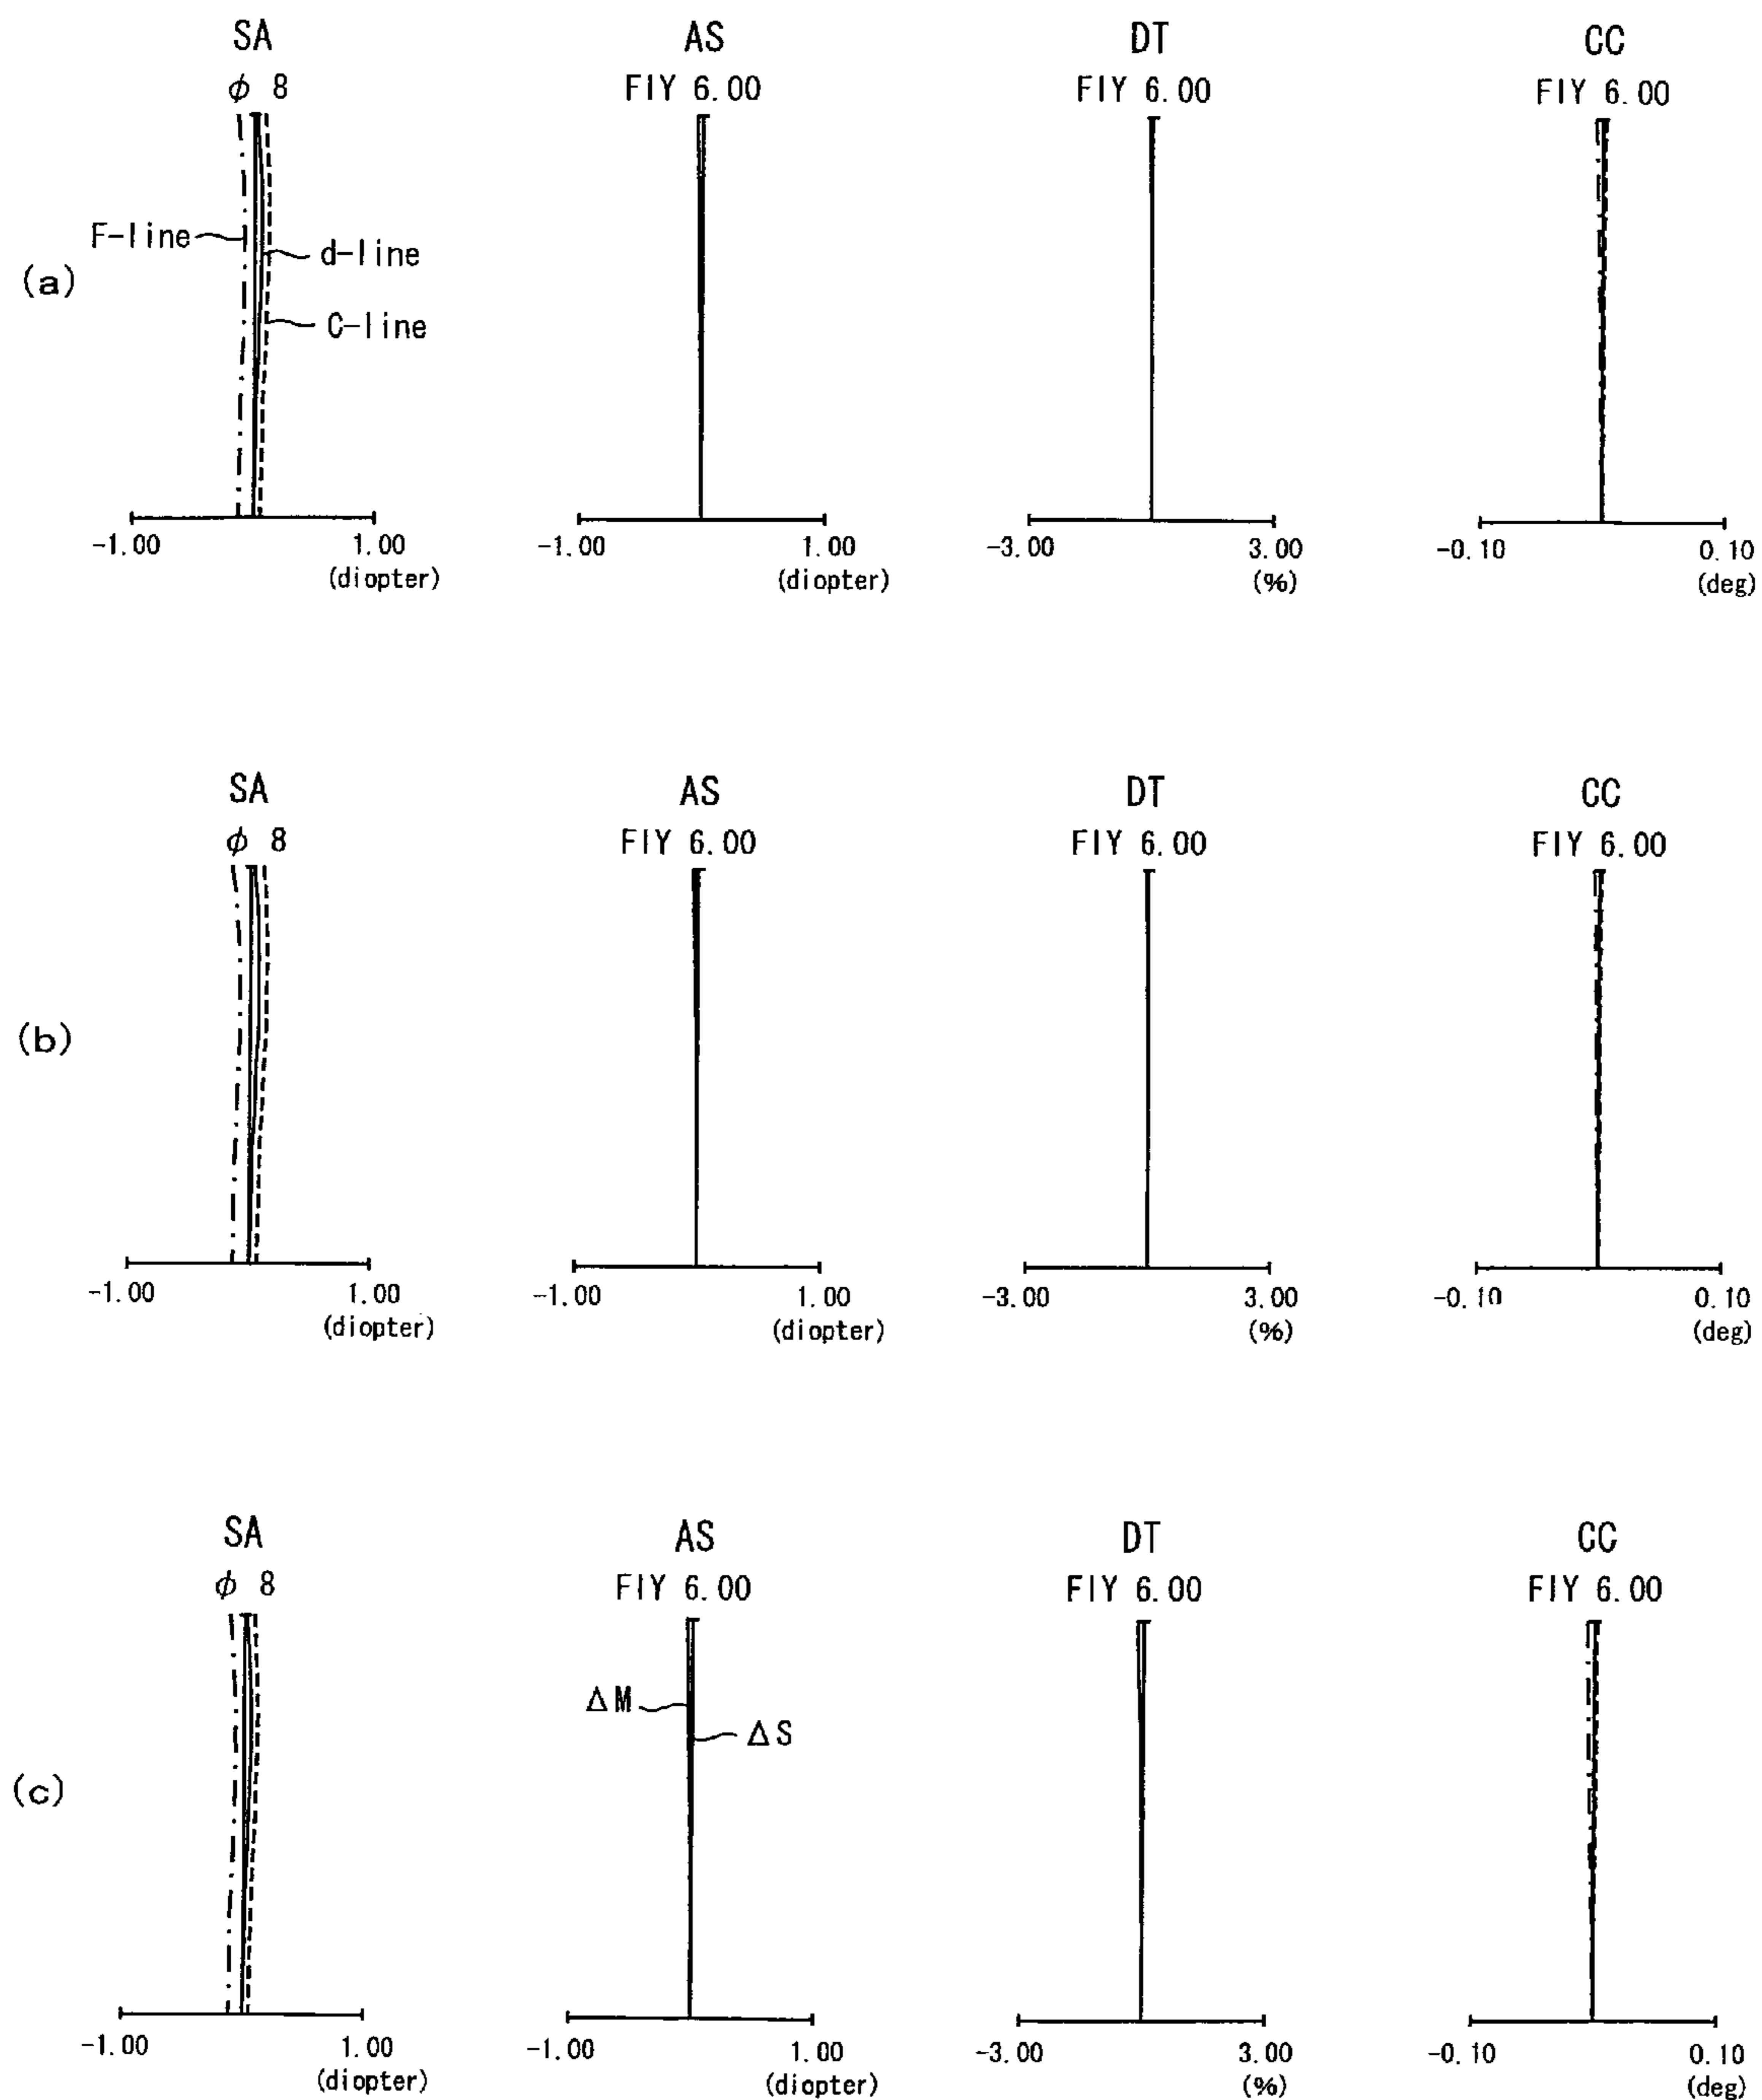 SA AS DT CC
φ 8 FIY 6.00 FIY 6.00 FIY 6.00
F-line
d-line
(a)
C-line
-1.00 1.00 -1.00 1.00 -3.00 3.00 -0.10 0.10
(diopter) (diopter) (%) (deg)
SA AS DT CC
φ 8 FIY 6.00 FIY 6.00 FIY 6.00
(b)
-1.00 1.00 -1.00 1.00 -3.00 3.00 -0.10 0.10
(diopter) (diopter) (%) (deg)
SA AS DT CC
φ 8 FIY 6.00 FIY 6.00 FIY 6.00
ΔM
ΔS
(c)
-1.00 1.00 -1.00 1.00 -3.00 3.00 -0.10 0.10
(diopter) (diopter) (%) (deg)